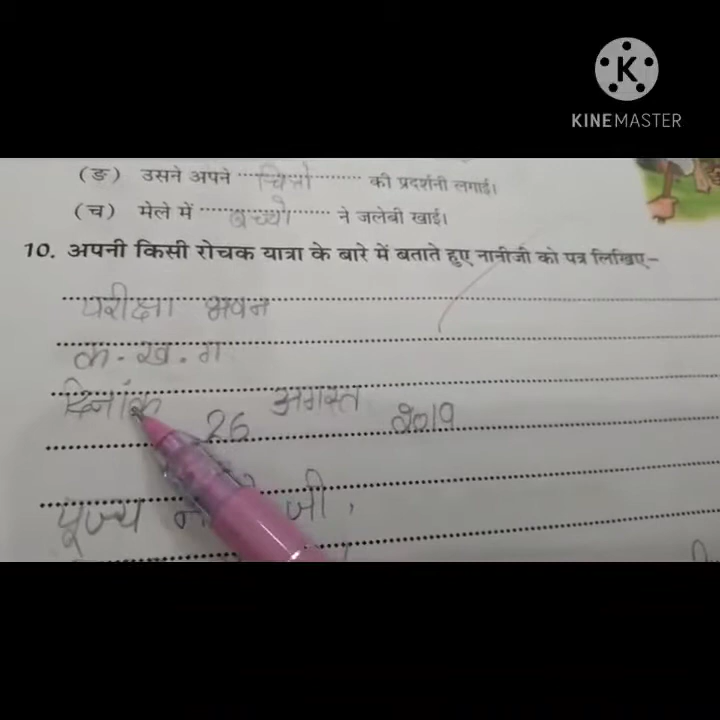 KINEMASTER
(ङ) उसने अपने चित्रो की प्रदर्शनी लगाई।
(च) मेले में बच्चो ने जलेबी खाई।
10. अपनी किसी रोचक यात्रा के बारे में बताते हुए नानीजी को पत्र लिखिए–
परीक्षा भवन
क . ख . ग
दिनांक 26 अगस्त 2019
पूज्य जी ,